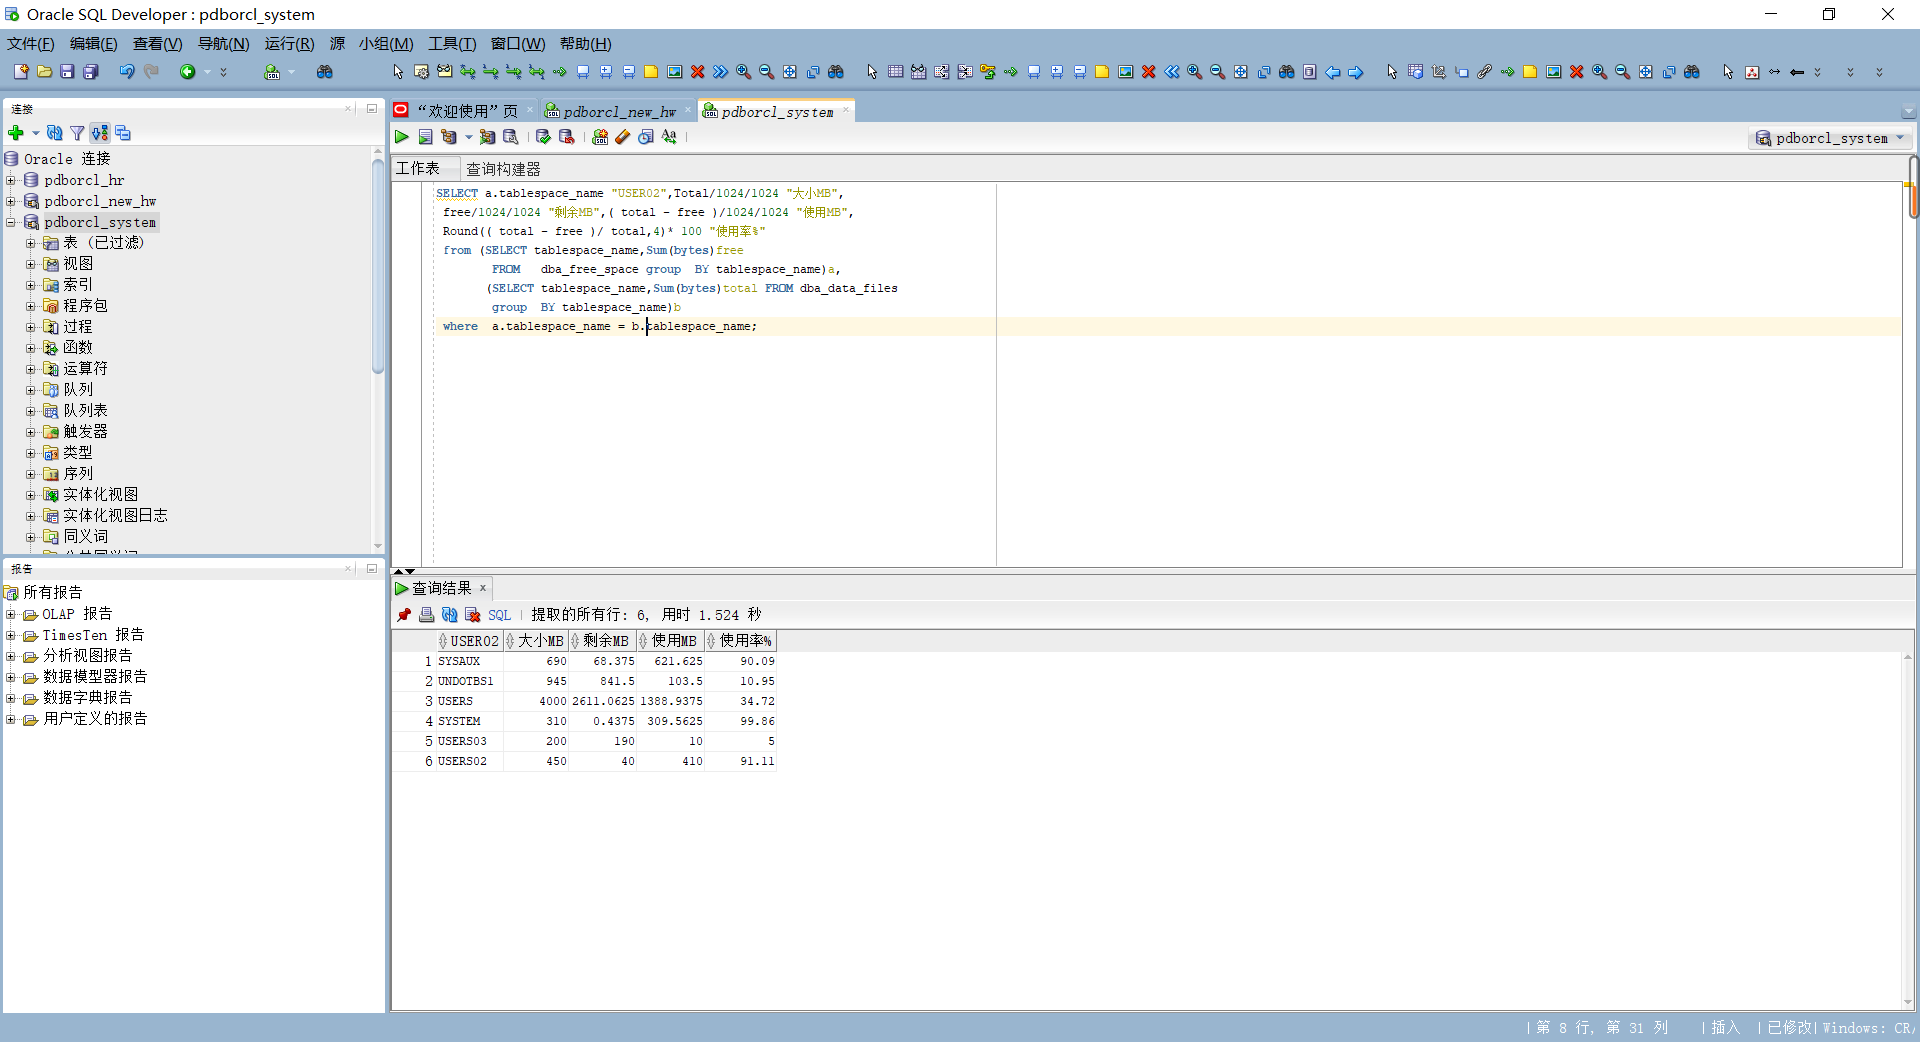 Oracle SQL Developer : pdborcl_system
文件(F) 编辑(E) 查看(V) 导航(N) 运行(R) 源 小组(M) 工具(T) 窗口(W) 帮助(H)
连接
Oracle 连接
pdborcl_hr
pdborcl_new_hw
pdborcl_system
表 (已过滤)
视图
索引
程序包
过程
函数
运算符
队列
队列表
触发器
类型
序列
实体化视图
实体化视图日志
同义词
报告
所有报告
OLAP 报告
TimesTen 报告
分析视图报告
数据模型器报告
数据字典报告
用户定义的报告
“欢迎使用”页 pdborcl_new_hw pdborcl_system
pdborcl_system
工作表 查询构建器
SELECT a.tablespace_name "USER02",Total/1024/1024 "大小MB",
free/1024/1024 "剩余MB",( total - free )/1024/1024 "使用MB",
Round(( total - free )/ total,4)* 100 "使用率%"
from (SELECT tablespace_name,Sum(bytes)free
FROM   dba_free_space group  BY tablespace_name)a,
(SELECT tablespace_name,Sum(bytes)total FROM dba_data_files
group  BY tablespace_name)b
where  a.tablespace_name = b.tablespace_name;
查询结果
SQL | 提取的所有行: 6, 用时 1.524 秒
USER02 大小MB 剩余MB 使用MB 使用率%
1 SYSAUX 690 68.375 621.625 90.09
2 UNDOTBS1 945 841.5 103.5 10.95
3 USERS 4000 2611.0625 1388.9375 34.72
4 SYSTEM 310 0.4375 309.5625 99.86
5 USERS03 200 190 10 5
6 USERS02 450 40 410 91.11
| 第 8 行, 第 31 列 | 插入 | 已修改| Windows: CR/